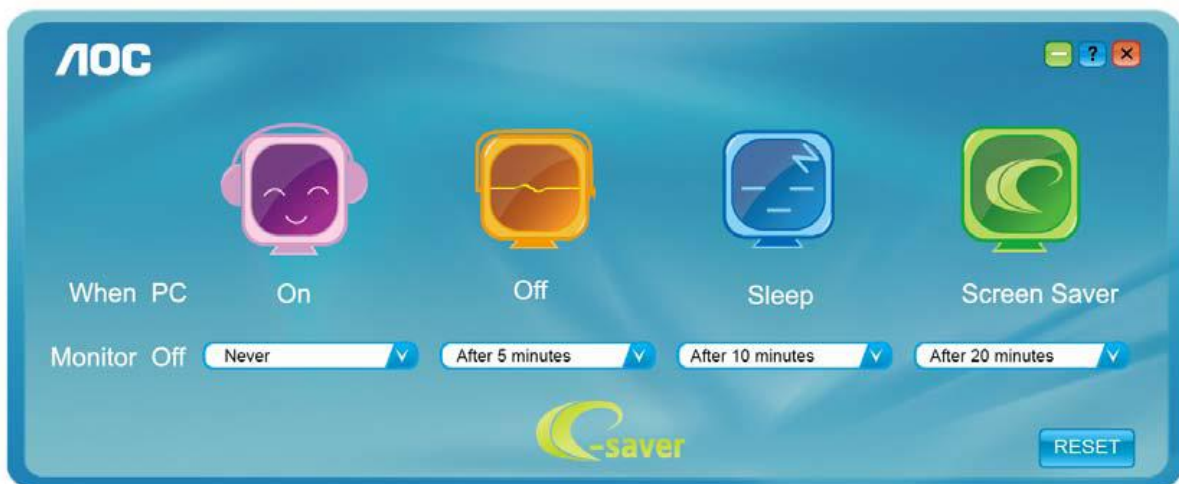 AOC
?
When PC On Off Sleep Screen Saver
Monitor Off Never After 5 minutes After 10 minutes After 20 minutes
e-saver
RESET